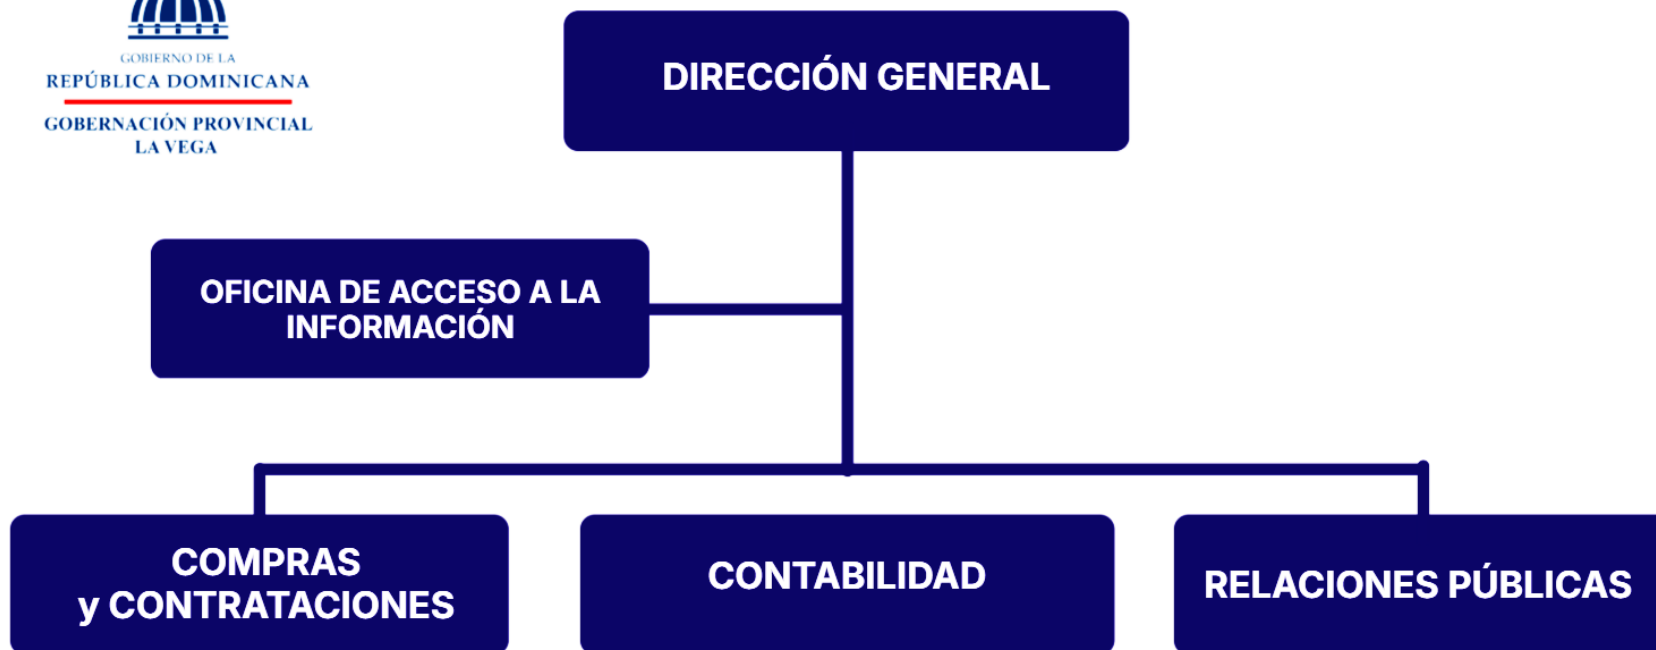 GOBIERNO DE LA
REPÚBLICA DOMINICANA
GOBERNACIÓN PROVINCIAL
LA VEGA
DIRECCIÓN GENERAL
OFICINA DE ACCESO A LA
INFORMACIÓN
COMPRAS
y CONTRATACIONES
CONTABILIDAD
RELACIONES PÚBLICAS